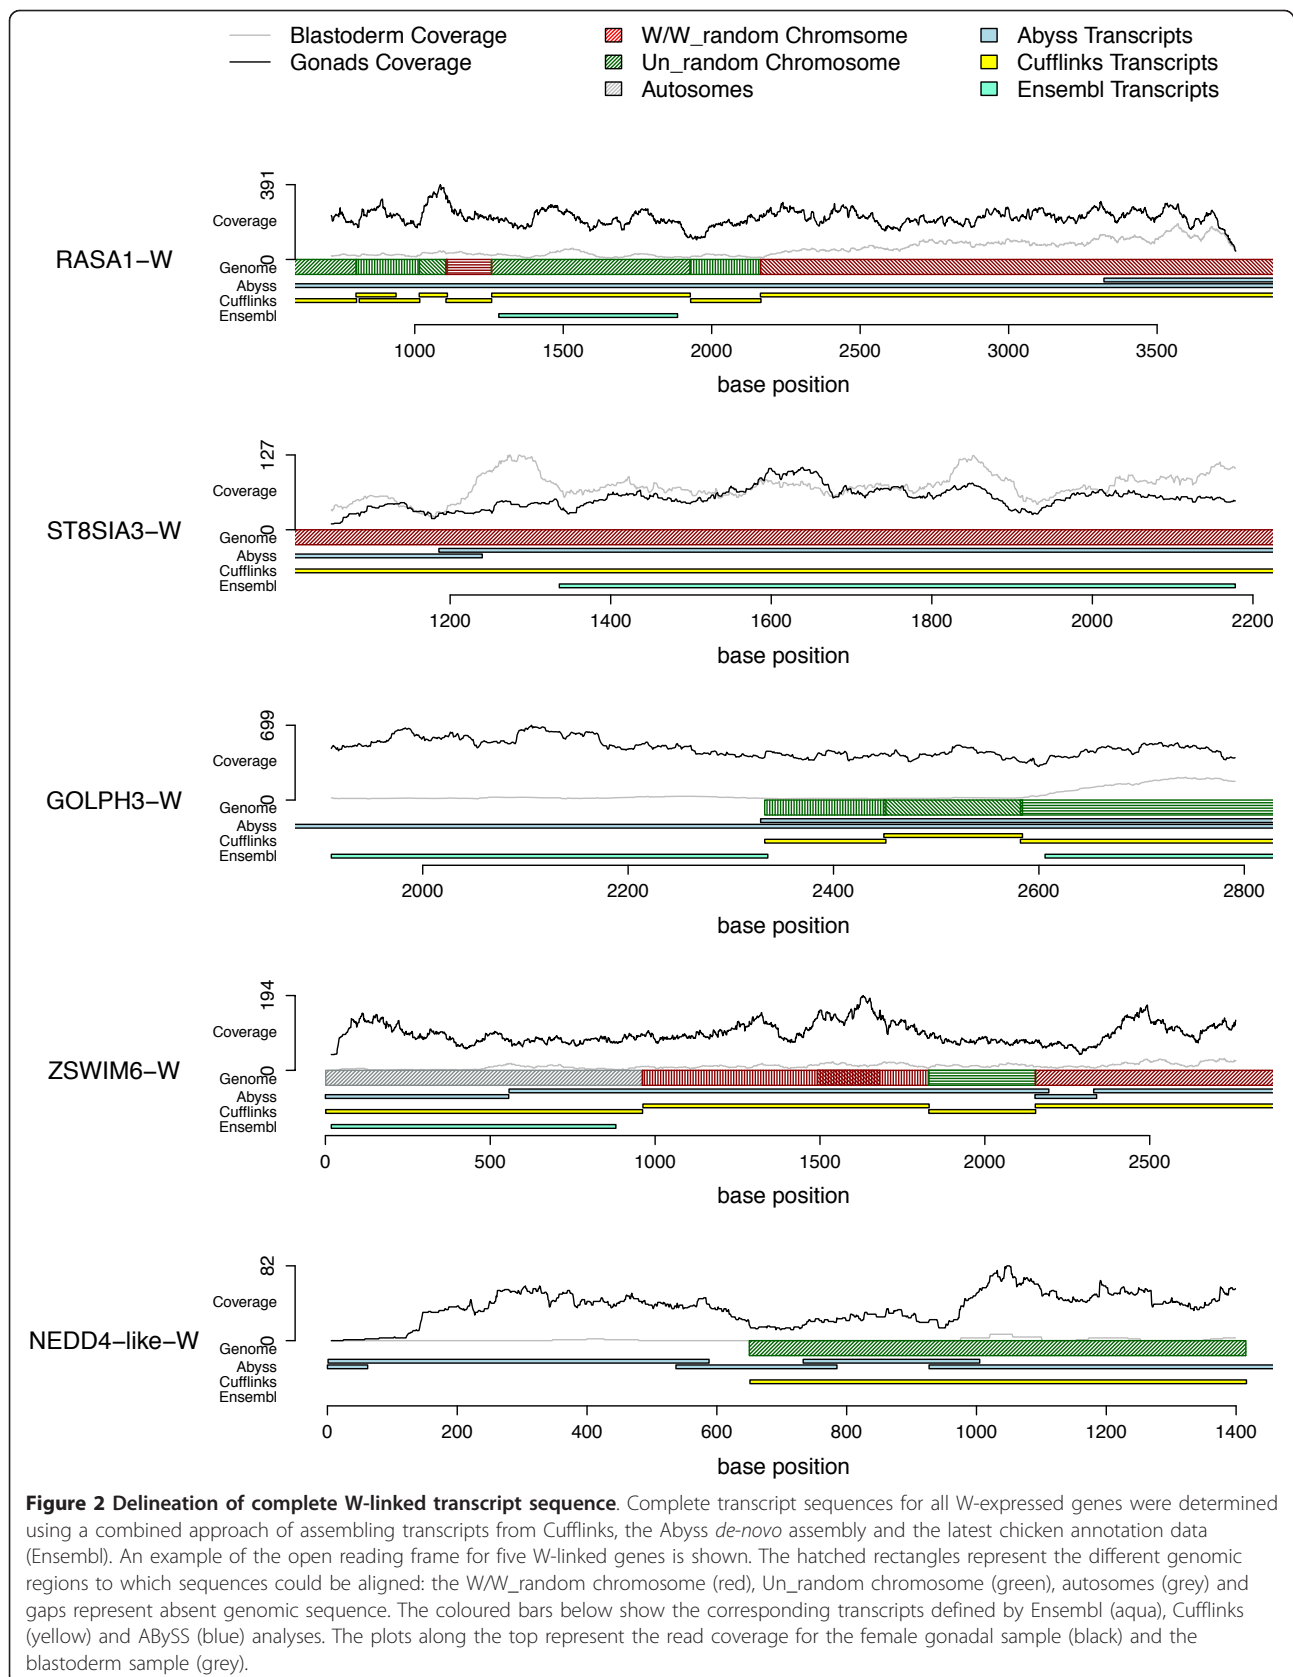 Blastoderm Coverage
Gonads Coverage
W/W_random Chromsome
Un_random Chromosome
Autosomes
Abyss Transcripts
Cufflinks Transcripts
Ensembl Transcripts
RASA1−W
391
0
Coverage
Genome
Abyss
Cufflinks
Ensembl
1000 1500 2000 2500 3000 3500
base position
ST8SIA3−W
127
0
Coverage
Genome
Abyss
Cufflinks
Ensembl
1200 1400 1600 1800 2000 2200
base position
GOLPH3−W
699
0
Coverage
Genome
Abyss
Cufflinks
Ensembl
2000 2200 2400 2600 2800
base position
ZSWIM6−W
194
0
Coverage
Genome
Abyss
Cufflinks
Ensembl
0 500 1000 1500 2000 2500
base position
NEDD4−like−W
82
0
Coverage
Genome
Abyss
Cufflinks
Ensembl
0 200 400 600 800 1000 1200 1400
base position
Figure 2 Delineation of complete W-linked transcript sequence. Complete transcript sequences for all W-expressed genes were determined
using a combined approach of assembling transcripts from Cufflinks, the Abyss de-novo assembly and the latest chicken annotation data
(Ensembl). An example of the open reading frame for five W-linked genes is shown. The hatched rectangles represent the different genomic
regions to which sequences could be aligned: the W/W_random chromosome (red), Un_random chromosome (green), autosomes (grey) and
gaps represent absent genomic sequence. The coloured bars below show the corresponding transcripts defined by Ensembl (aqua), Cufflinks
(yellow) and ABySS (blue) analyses. The plots along the top represent the read coverage for the female gonadal sample (black) and the
blastoderm sample (grey).